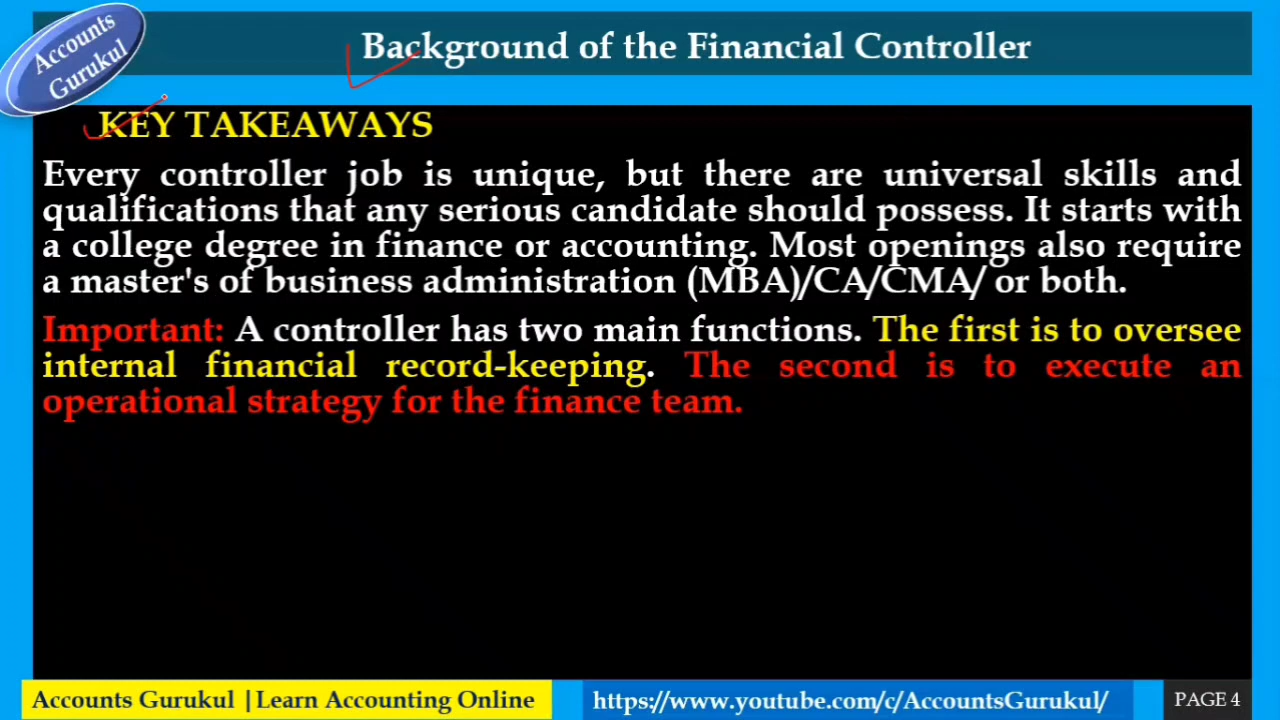 Accounts
Gurukul
Background of the Financial Controller
KEY TAKEAWAYS
Every controller job is unique, but there are universal skills and
qualifications that any serious candidate should possess. It starts with
a college degree in finance or accounting. Most openings also require
a master's of business administration (MBA)/CA/CMA/ or both.
Important: A controller has two main functions. The first is to oversee
internal financial record-keeping. The second is to execute an
operational strategy for the finance team.
Accounts Gurukul |Learn Accounting Online
https://www.youtube.com/c/AccountsGurukul/
PAGE 4